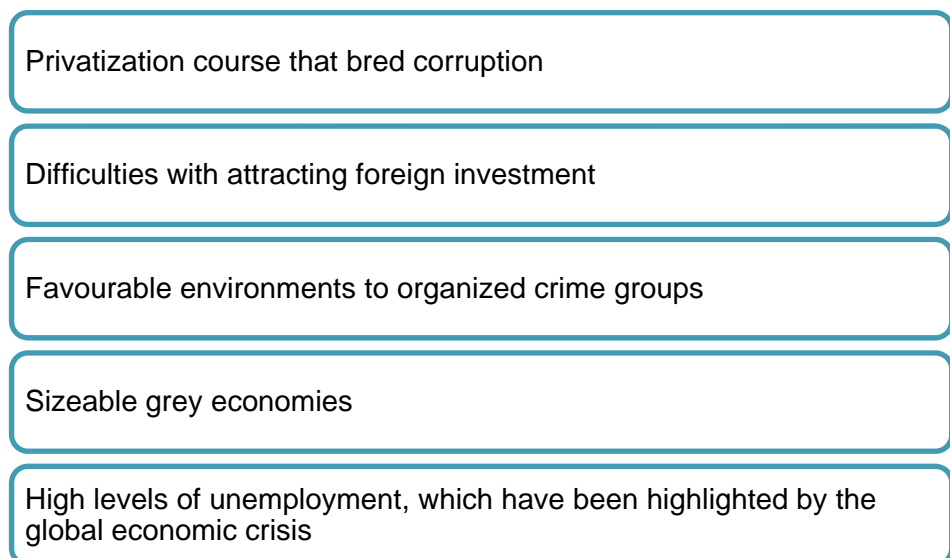 Privatization course that bred corruption
Difficulties with attracting foreign investment
Favourable environments to organized crime groups
Sizeable grey economies
High levels of unemployment, which have been highlighted by the
global economic crisis